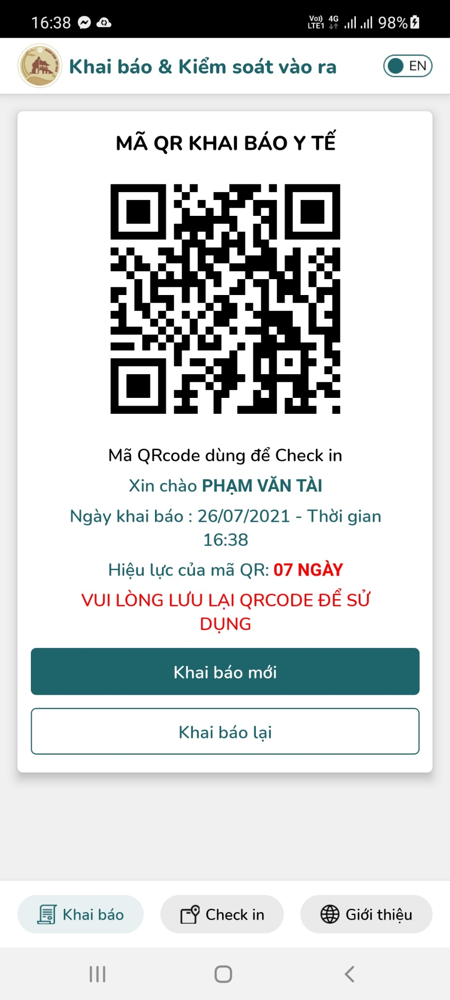 16:38
Vo)) LTE1 4G 98%
Khai báo & Kiểm soát vào ra
EN
MÃ QR KHAI BÁO Y TẾ
Mã QRcode dùng để Check in
Xin chào PHẠM VĂN TÀI
Ngày khai báo : 26/07/2021 - Thời gian
16:38
Hiệu lực của mã QR: 07 NGÀY
VUI LÒNG LƯU LẠI QRCODE ĐỂ SỬ
DỤNG
Khai báo mới
Khai báo lại
Khai báo
Check in
Giới thiệu